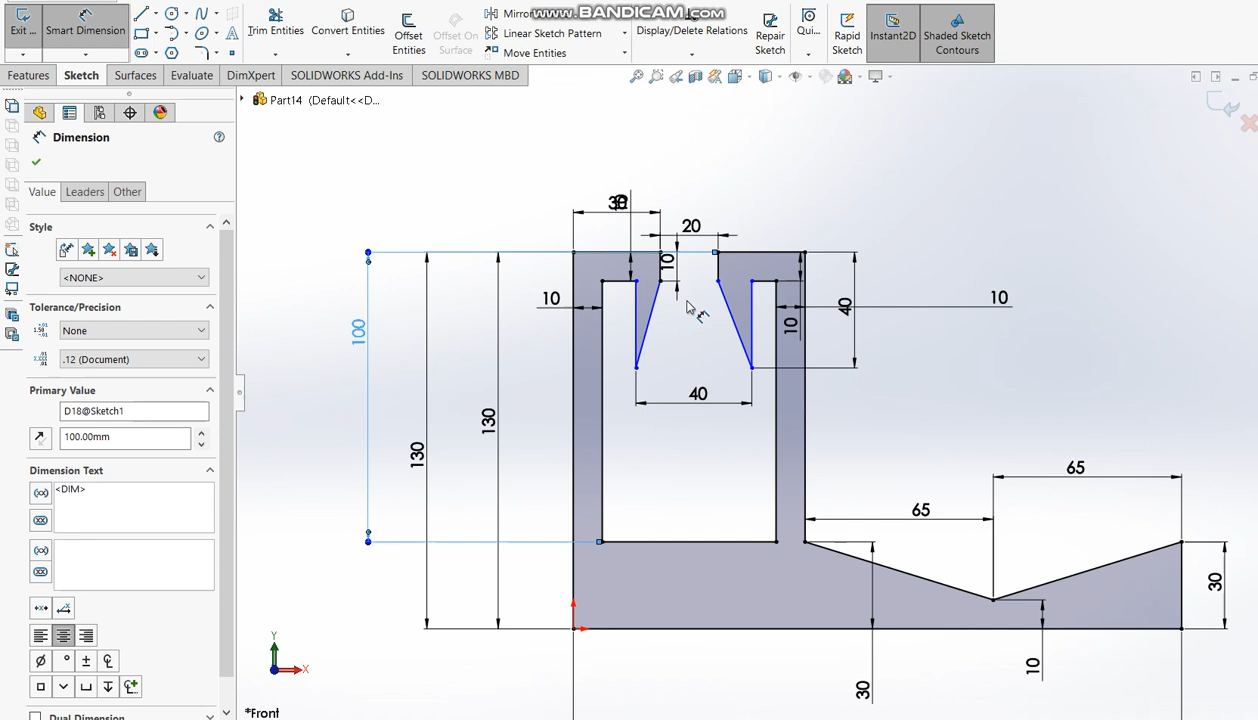 www.BANDICAM.com
Exit ...
Smart Dimension
Trim Entities
Convert Entities
Offset Entities
Offset On Surface
Mirror
Linear Sketch Pattern
Move Entities
Display/Delete Relations
Repair Sketch
Qui...
Rapid Sketch
Instant2D
Shaded Sketch Contours
Features
Sketch
Surfaces
Evaluate
DimXpert
SOLIDWORKS Add-Ins
SOLIDWORKS MBD
Part14 (Default<<D...
Dimension
Value
Leaders
Other
Style
<NONE>
Tolerance/Precision
None
.12 (Document)
Primary Value
D18@Sketch1
100.00mm
Dimension Text
<DIM>
Dual Dimension
20
10
10
10
10
40
40
100
130
130
65
65
30
30
10
Y
X
*Front